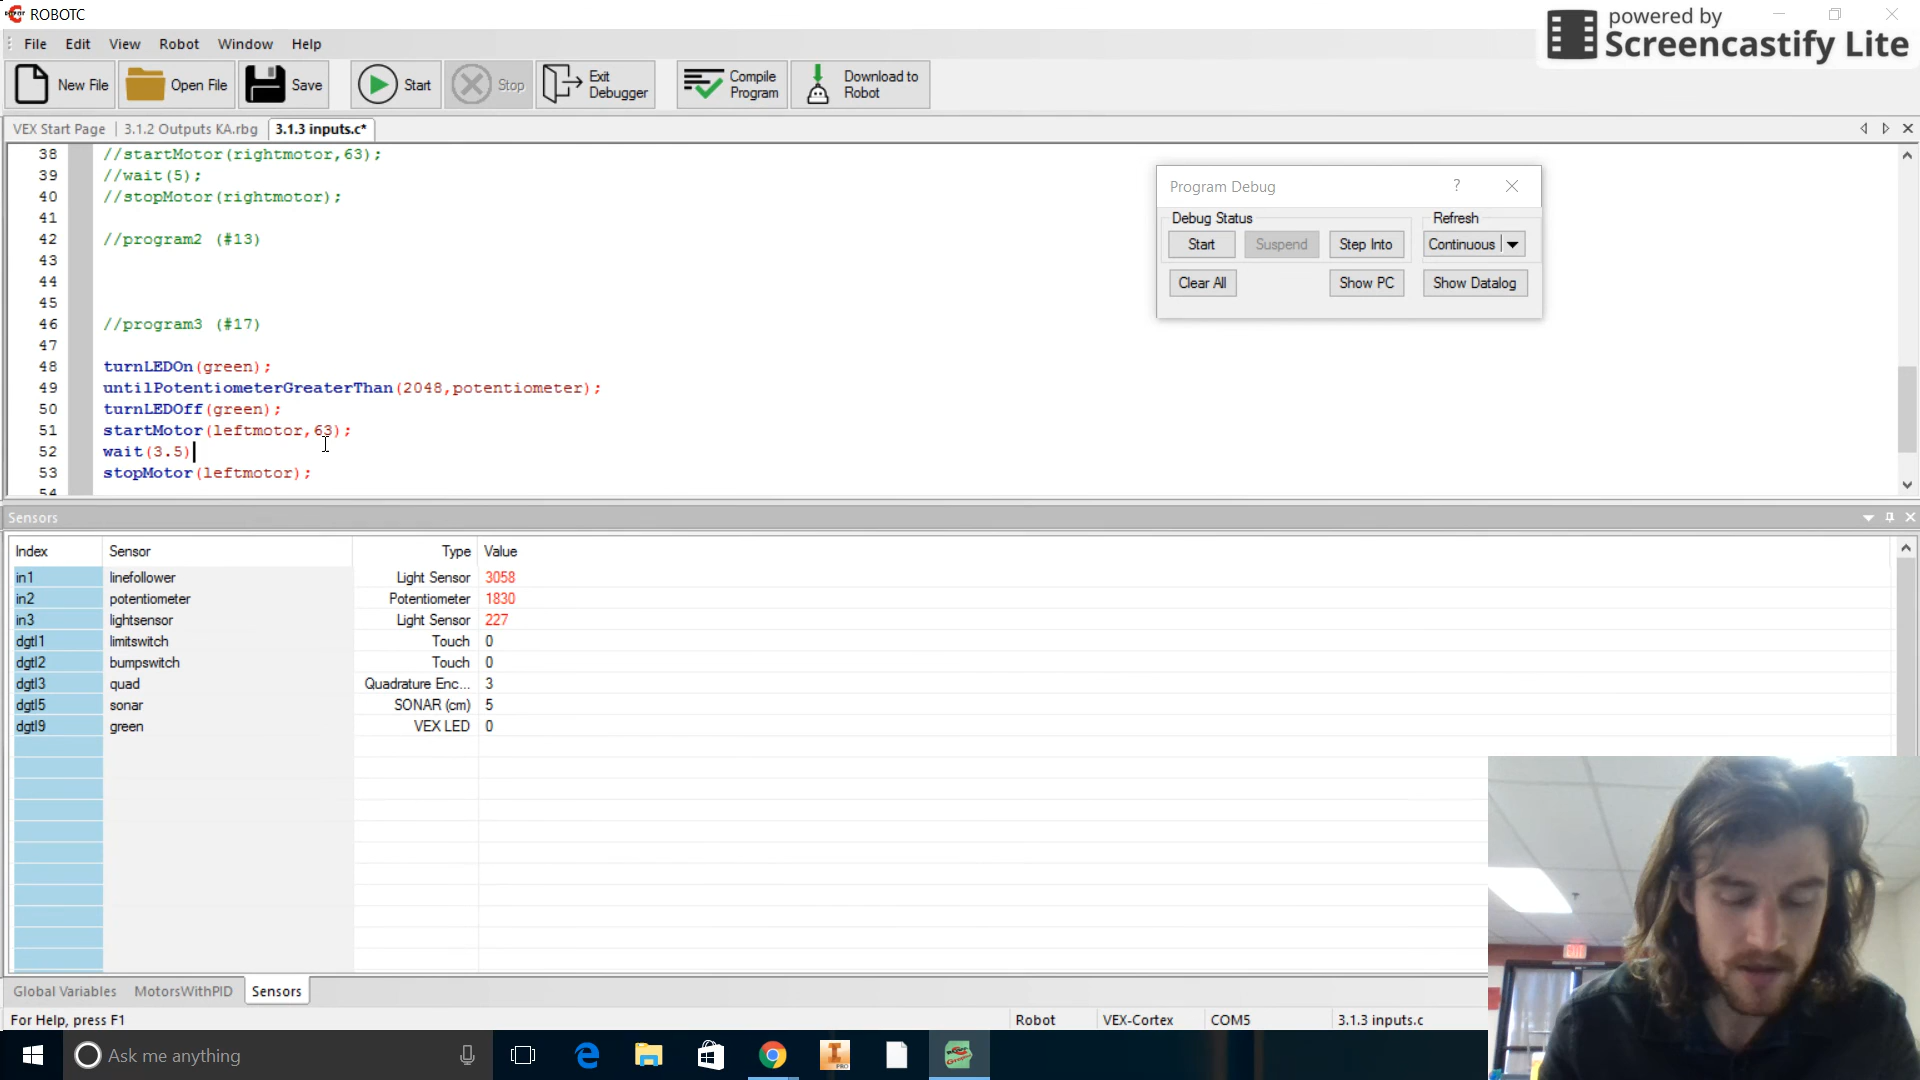 ROBOTC
powered by
Screencastify Lite
File Edit View Robot Window Help
New File Open File Save Start Stop Exit Debugger Compile Program Download to Robot
VEX Start Page 3.1.2 Outputs KA.rbg 3.1.3 inputs.c*
38 //startMotor(rightmotor,63);
39 //wait(5);
40 //stopMotor(rightmotor);
41
42 //program2 (#13)
43
44
45
46 //program3 (#17)
47
48 turnLEDOn(green);
49 untilPotentiometerGreaterThan(2048,potentiometer);
50 turnLEDOff(green);
51 startMotor(leftmotor,63);
52 wait(3.5)
53 stopMotor(leftmotor);
54
Program Debug ?
Debug Status Refresh
Start Suspend Step Into Continuous
Clear All Show PC Show Datalog
Sensors
Index Sensor Type Value
in1 linefollower Light Sensor 3058
in2 potentiometer Potentiometer 1830
in3 lightsensor Light Sensor 227
dgtl1 limitswitch Touch 0
dgtl2 bumpswitch Touch 0
dgtl3 quad Quadrature Enc... 3
dgtl5 sonar SONAR (cm) 5
dgtl9 green VEX LED 0
Global Variables MotorsWithPID Sensors
For Help, press F1 Robot VEX-Cortex COM5 3.1.3 inputs.c
Ask me anything